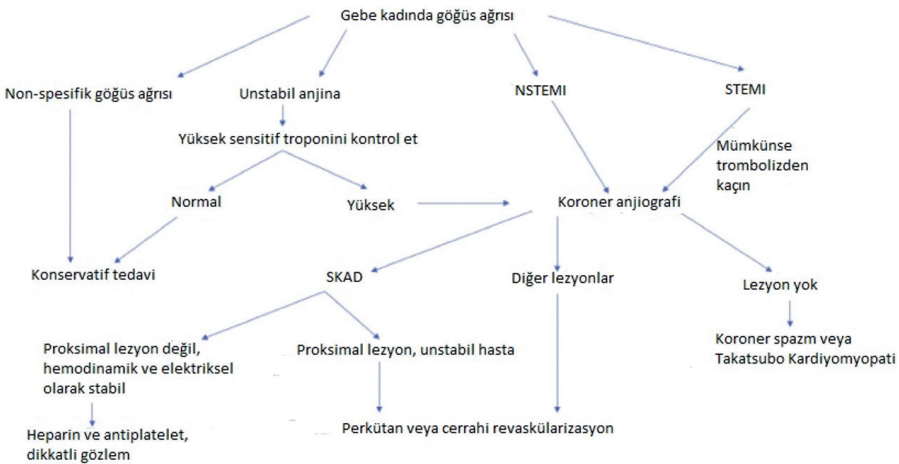 Gebe kadında göğüs ağrısı
Non-spesifik göğüs ağrısı
Unstabil anjina
NSTEMI
STEMI
Yüksek sensitif troponini kontrol et
Mümkünse
trombolizden
kaçın
Normal
Yüksek
Koroner anjiografi
Konservatif tedavi
SKAD
Diğer lezyonlar
Lezyon yok
Proksimal lezyon değil,
hemodinamik ve elektriksel
olarak stabil
Proksimal lezyon, unstabil hasta
Koroner spazm veya
Takatsubo Kardiyomyopati
Heparin ve antiplatelet,
dikkatli gözlem
Perkütan veya cerrahi revaskülarizasyon